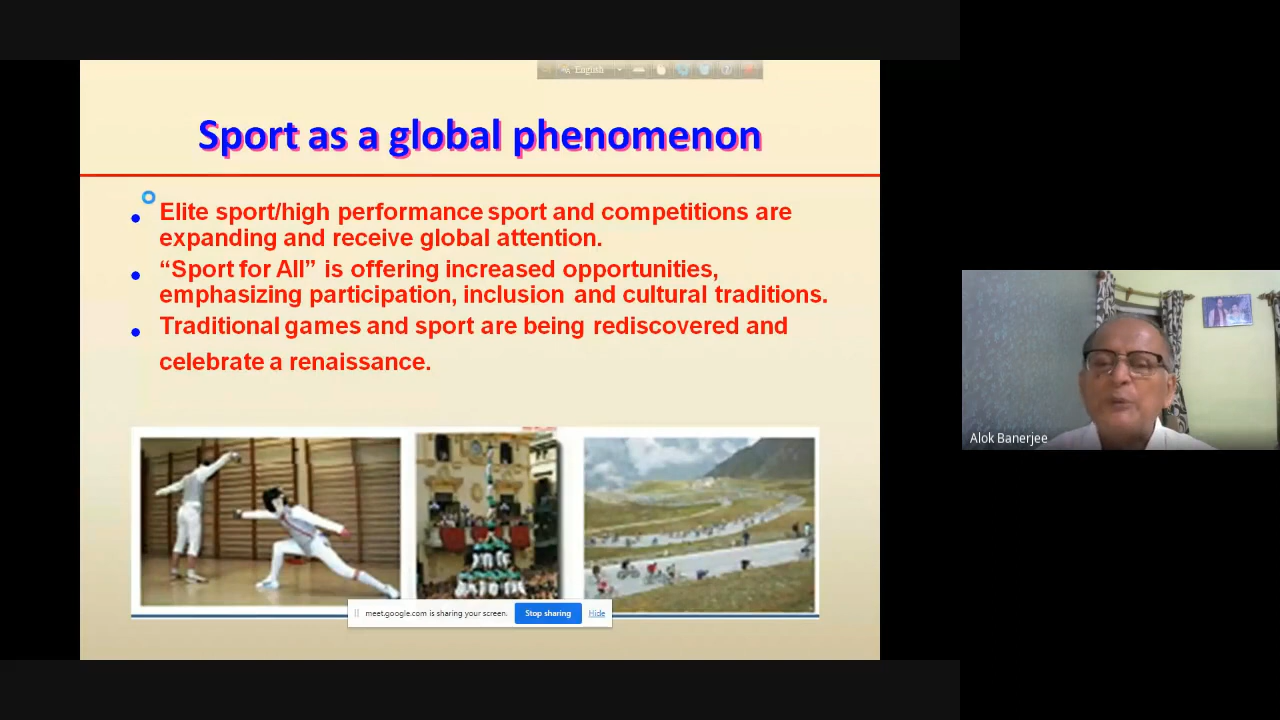 English
Sport as a global phenomenon
Elite sport/high performance sport and competitions are
expanding and receive global attention.
“Sport for All” is offering increased opportunities,
emphasizing participation, inclusion and cultural traditions.
Traditional games and sport are being rediscovered and
celebrate a renaissance.
meet.google.com is sharing your screen.
Stop sharing
Hide
Alok Banerjee